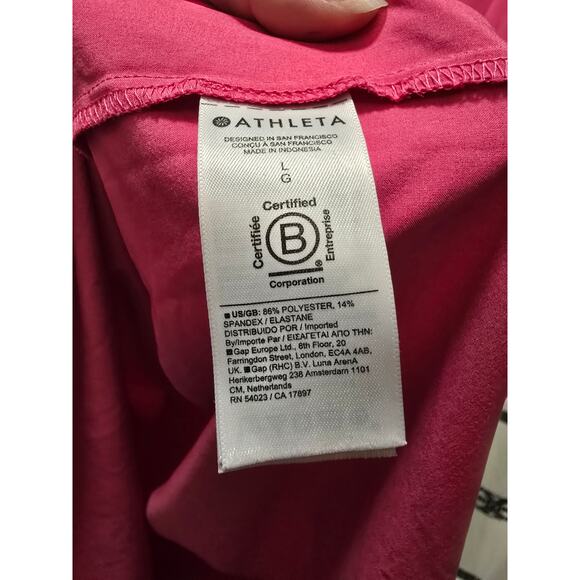 ATHLETA
DESIGNED IN SAN FRANCISCO
CONÇU À SAN FRANCISCO
MADE IN INDONESIA
L
G
Certified
Certifiée
B
Entreprise
®
Corporation
■ US/GB: 86% POLYESTER, 14%
SPANDEX / ELASTANE
DISTRIBUIDO POR / Imported
By/Importe Par / ΕΙΣΑΓΕΤΑΙ ΑΠΟ ΤΗΝ:
■ Gap Europe Ltd., 6th Floor, 20
Farringdon Street, London, EC4A 4AB,
UK. ■ Gap (RHC) B.V. Luna ArenA
Herikerbergweg 238 Amsterdam 1101
CM, Netherlands
RN 54023 / CA 17897